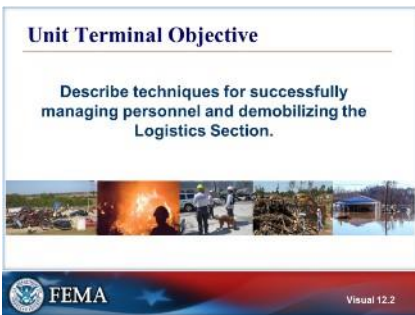 Unit Terminal Objective
Describe techniques for successfully
managing personnel and demobilizing the
Logistics Section.
FEMA
Visual 12.2